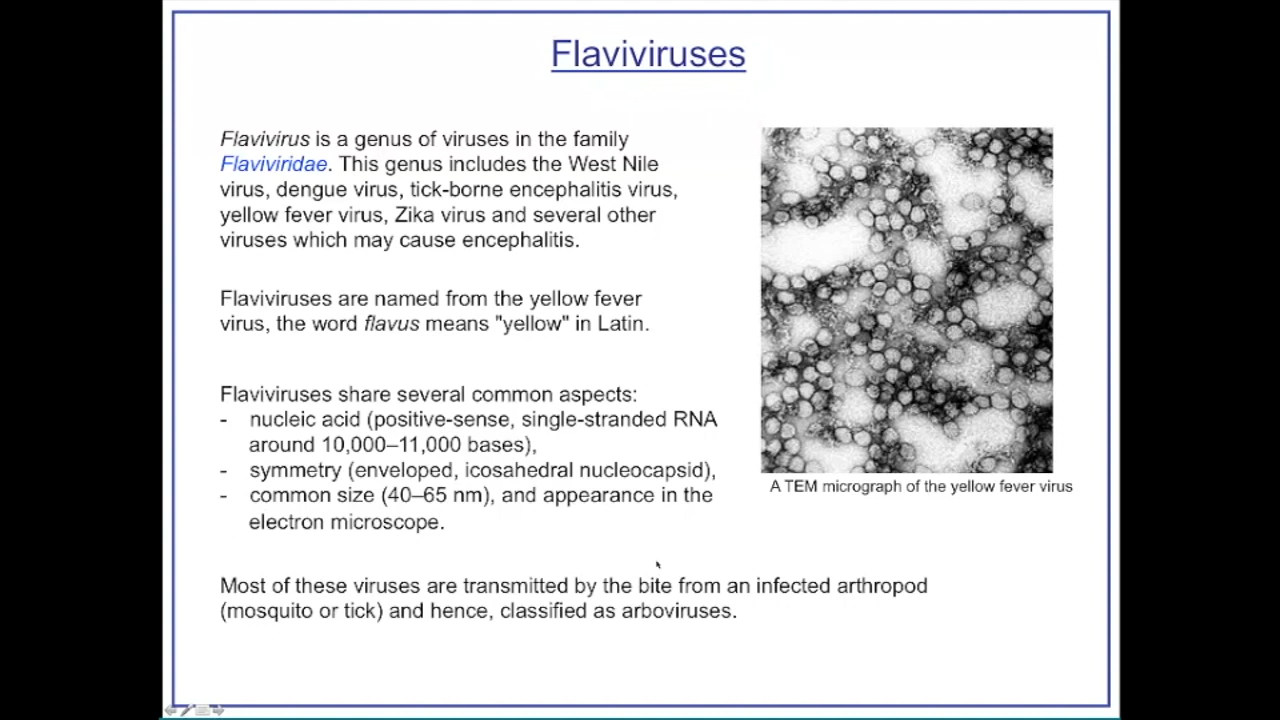 Flaviviruses
Flavivirus is a genus of viruses in the family
Flaviviridae. This genus includes the West Nile
virus, dengue virus, tick-borne encephalitis virus,
yellow fever virus, Zika virus and several other
viruses which may cause encephalitis.
Flaviviruses are named from the yellow fever
virus, the word flavus means "yellow" in Latin.
Flaviviruses share several common aspects:
- nucleic acid (positive-sense, single-stranded RNA
around 10,000–11,000 bases),
- symmetry (enveloped, icosahedral nucleocapsid),
- common size (40–65 nm), and appearance in the
electron microscope.
A TEM micrograph of the yellow fever virus
Most of these viruses are transmitted by the bite from an infected arthropod
(mosquito or tick) and hence, classified as arboviruses.